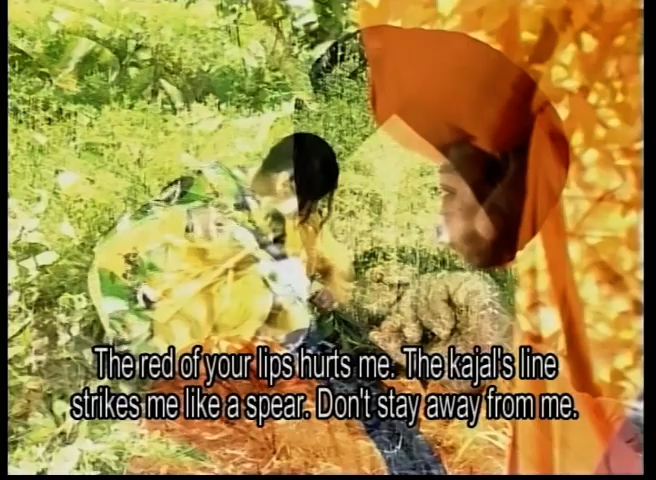 The red of your lips hurts me. The kajal's line
strikes me like a spear. Don't stay away from me.